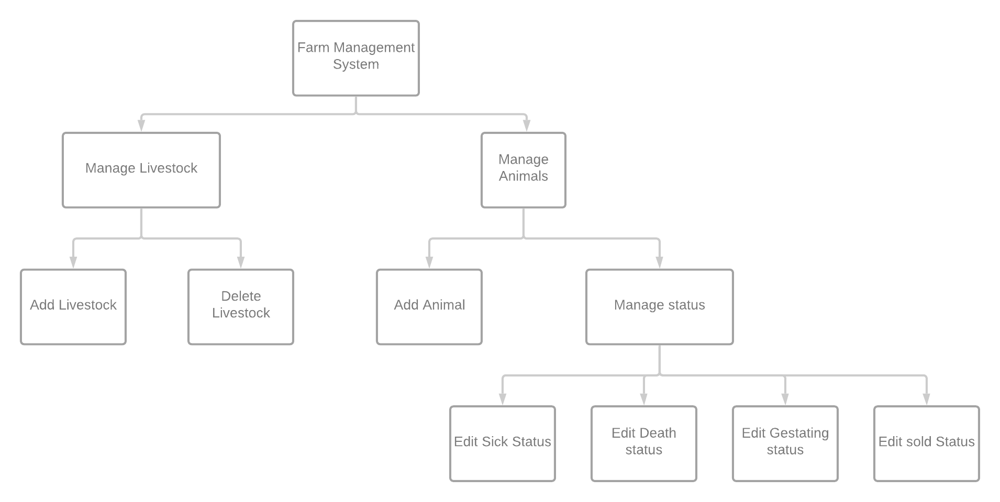 Farm Management
System
Manage Livestock
Manage
Animals
Add Livestock
Delete
Livestock
Add Animal
Manage status
Edit Sick Status
Edit Death
status
Edit Gestating
status
Edit sold Status